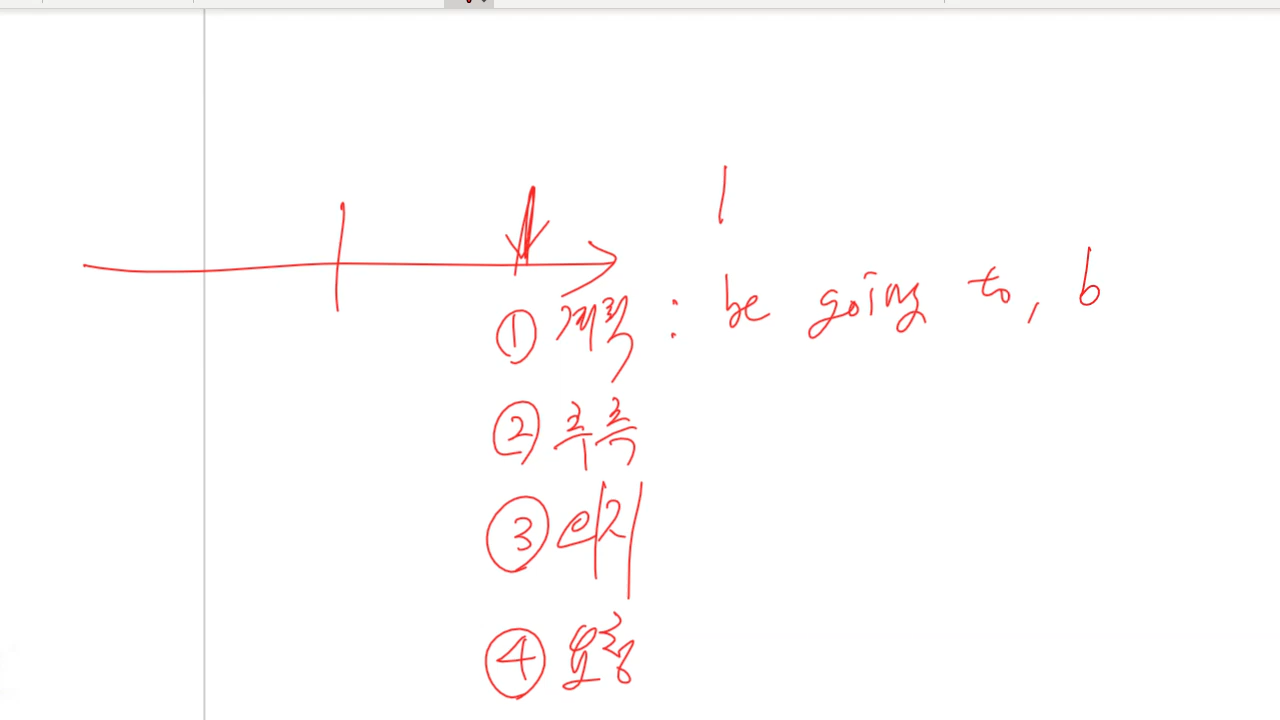 ① 계획 : be going to, b
② 추측
③ 의지
④ 요청